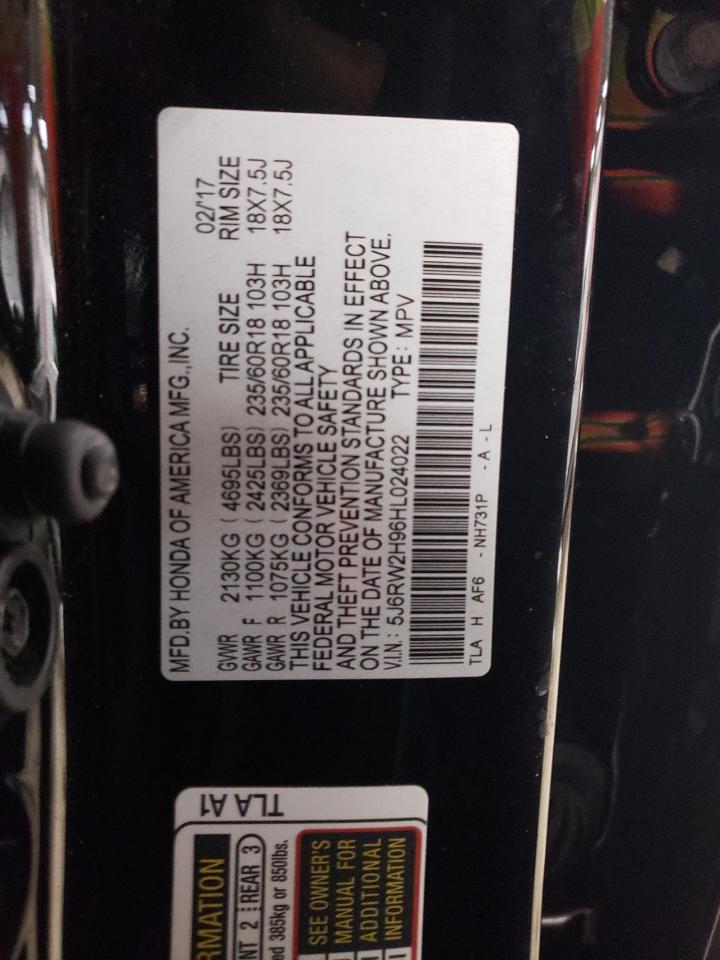 MFD.BY HONDA OF AMERICA MFG.,INC.
02/'17
GVWR 2130KG ( 4695LBS) TIRE SIZE RIM SIZE
GAWR F 1100KG ( 2425LBS) 235/60R18 103H 18X7.5J
GAWR R 1075KG ( 2369LBS) 235/60R18 103H 18X7.5J
THIS VEHICLE CONFORMS TO ALL APPLICABLE
FEDERAL MOTOR VEHICLE SAFETY
AND THEFT PREVENTION STANDARDS IN EFFECT
ON THE DATE OF MANUFACTURE SHOWN ABOVE.
V.I.N.: 5J6RW2H96HL024022 TYPE: MPV
TLA H AF6 - NH731P - A - L
TLA A1
RMATION
NT 2 REAR 3
ed 385kg or 850lbs.
SEE OWNER'S
MANUAL FOR
ADDITIONAL
INFORMATION